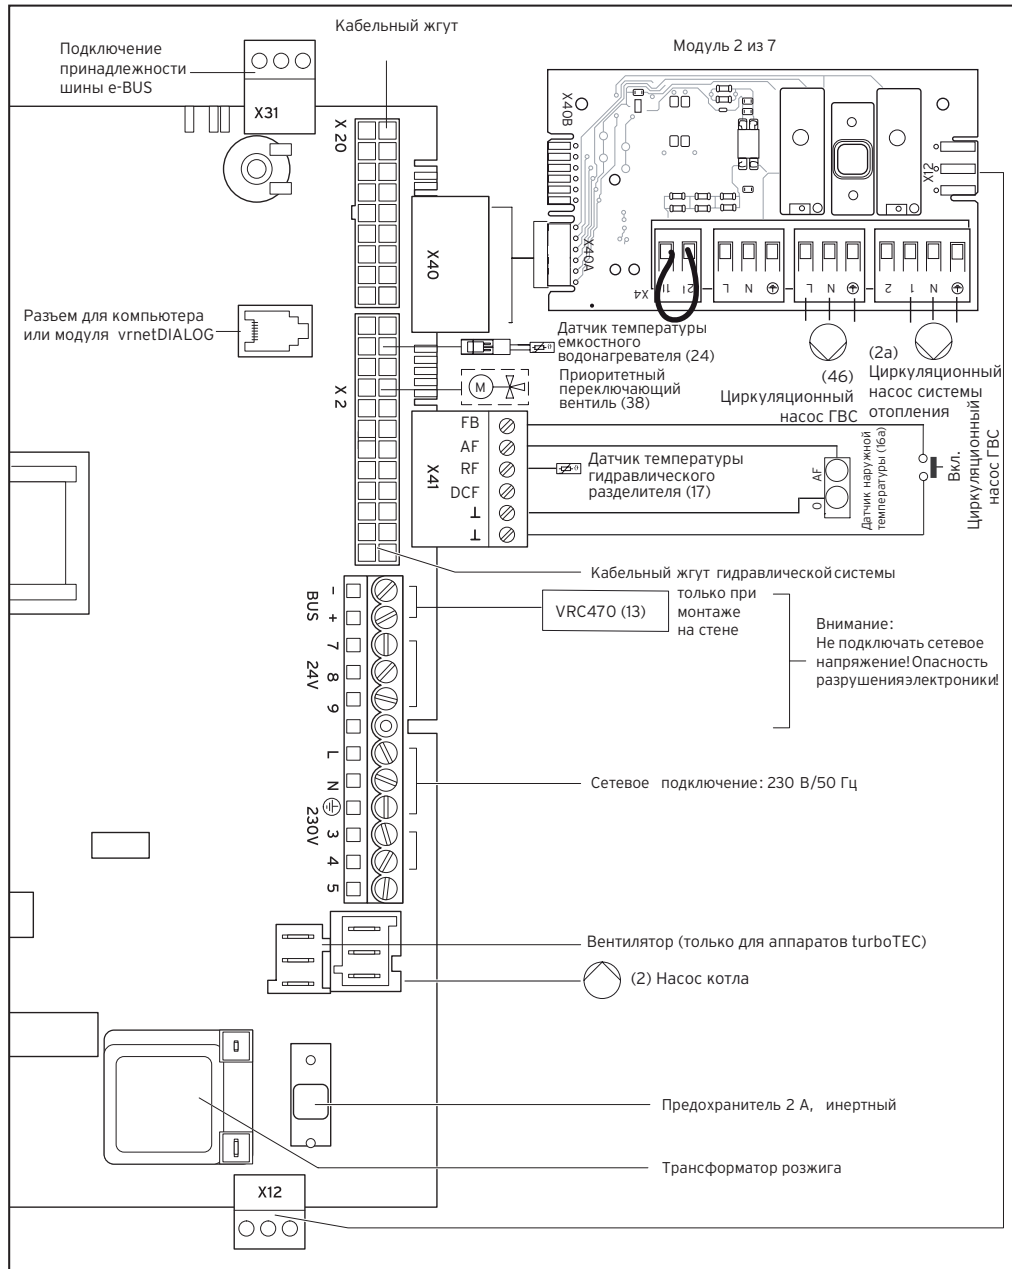 Кабельный жгут
Подключение
принадлежности
шины e-BUS
X31
Модуль 2 из 7
X40B
X12
X 20
X40
X40A
X4
L
N
L
N
2
1
N
Разъем для компьютера
или модуля vrnetDIALOG
Датчик температуры
емкостного
водонагревателя (24)
X 2
M
Приоритетный
переключающий
вентиль (38)
(46)
Циркуляционный
насос ГВС
(2a)
Циркуляционный
насос системы
отопления
X41
FB
AF
RF
DCF
⊥
⊥
Датчик температуры
гидравлического
разделителя (17)
AF
O
Датчик наружной
температуры (16a)
Вкл.
Циркуляционный
насос ГВС
Кабельный жгут гидравлической системы
BUS
-
+
VRC470 (13)
только при
монтаже
на стене
Внимание:
Не подключать сетевое
напряжение! Опасность
разрушения электроники!
24V
7
8
9
L
N
Сетевое подключение: 230 В/50 Гц
230V
3
4
5
Вентилятор (только для аппаратов turboTEC)
(2) Насос котла
Предохранитель 2 А, инертный
Трансформатор розжига
X12